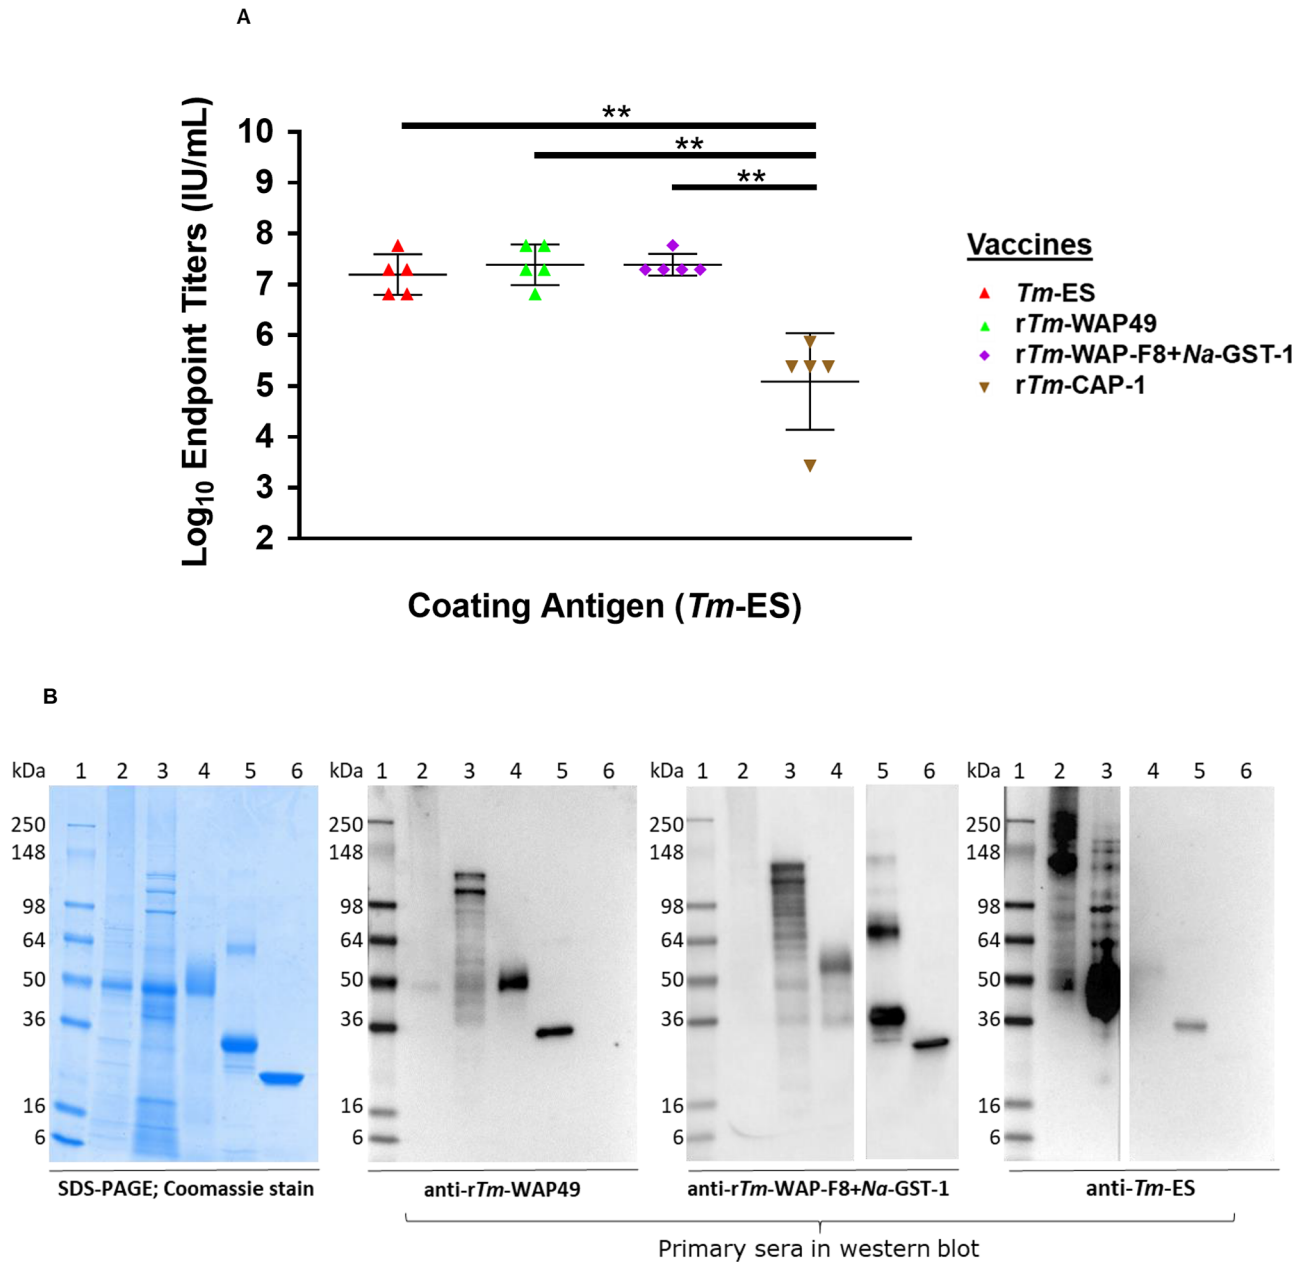 A
**
**
**
10
9
8
7
6
5
4
3
2
Log10 Endpoint Titers (IU/mL)
Coating Antigen (Tm-ES)
Vaccines
Tm-ES
rTm-WAP49
rTm-WAP-F8+Na-GST-1
rTm-CAP-1
B
kDa 1 2 3 4 5 6
250
148
98
64
50
36
16
6
SDS-PAGE; Coomassie stain
kDa 1 2 3 4 5 6
250
148
98
64
50
36
16
6
anti-rTm-WAP49
kDa 1 2 3 4 5 6
250
148
98
64
50
36
16
6
anti-rTm-WAP-F8+Na-GST-1
kDa 1 2 3 4 5 6
250
148
98
64
50
36
16
6
anti-Tm-ES
Primary sera in western blot